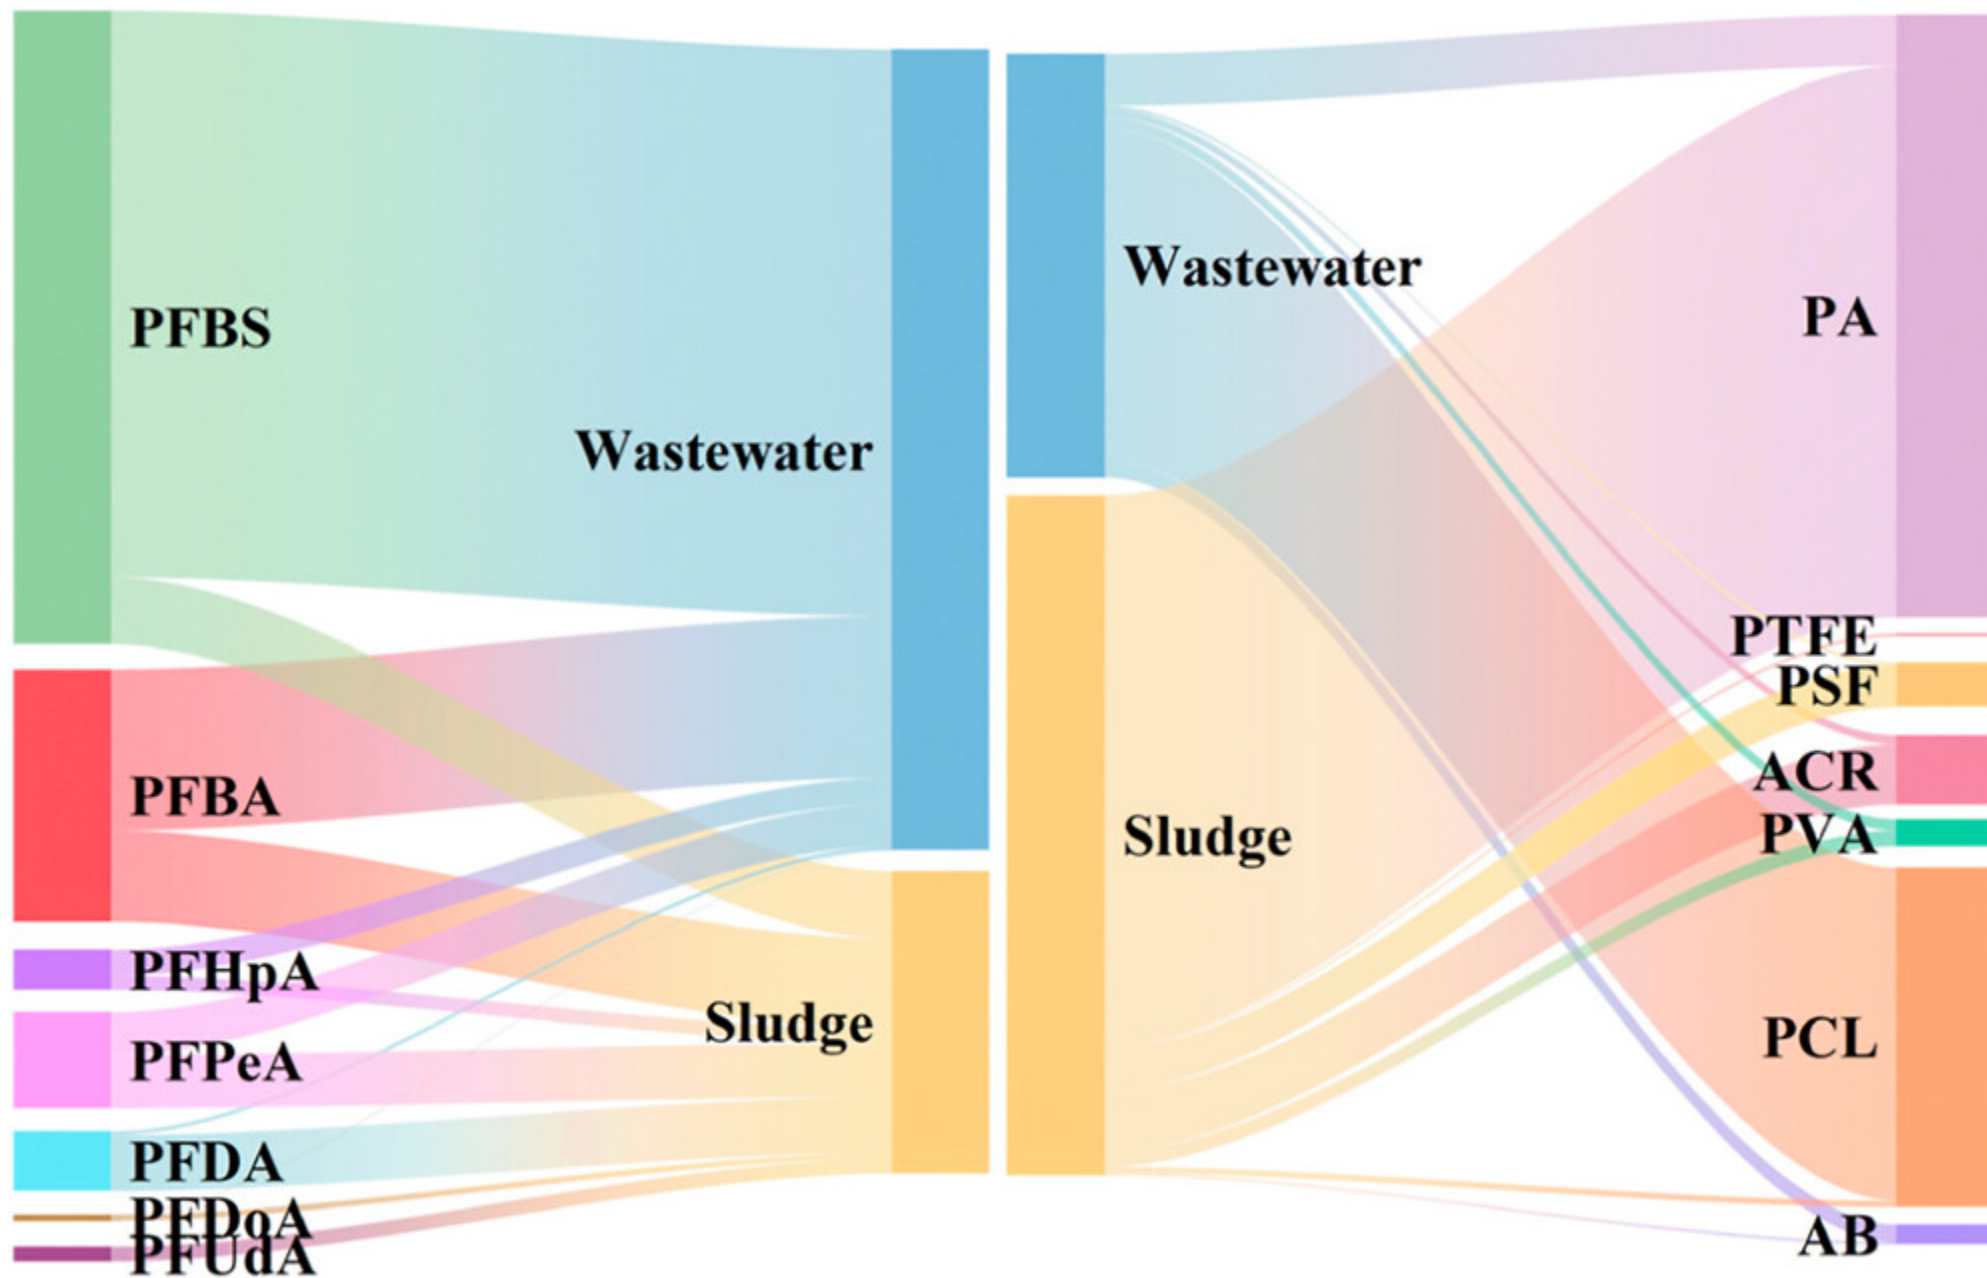 PFBS
PFBA
PFHpA
PFPeA
PFDA
PFDoA
PFUdA
Wastewater
Sludge
Wastewater
Sludge
PA
PTFE
PSF
ACR
PVA
PCL
AB